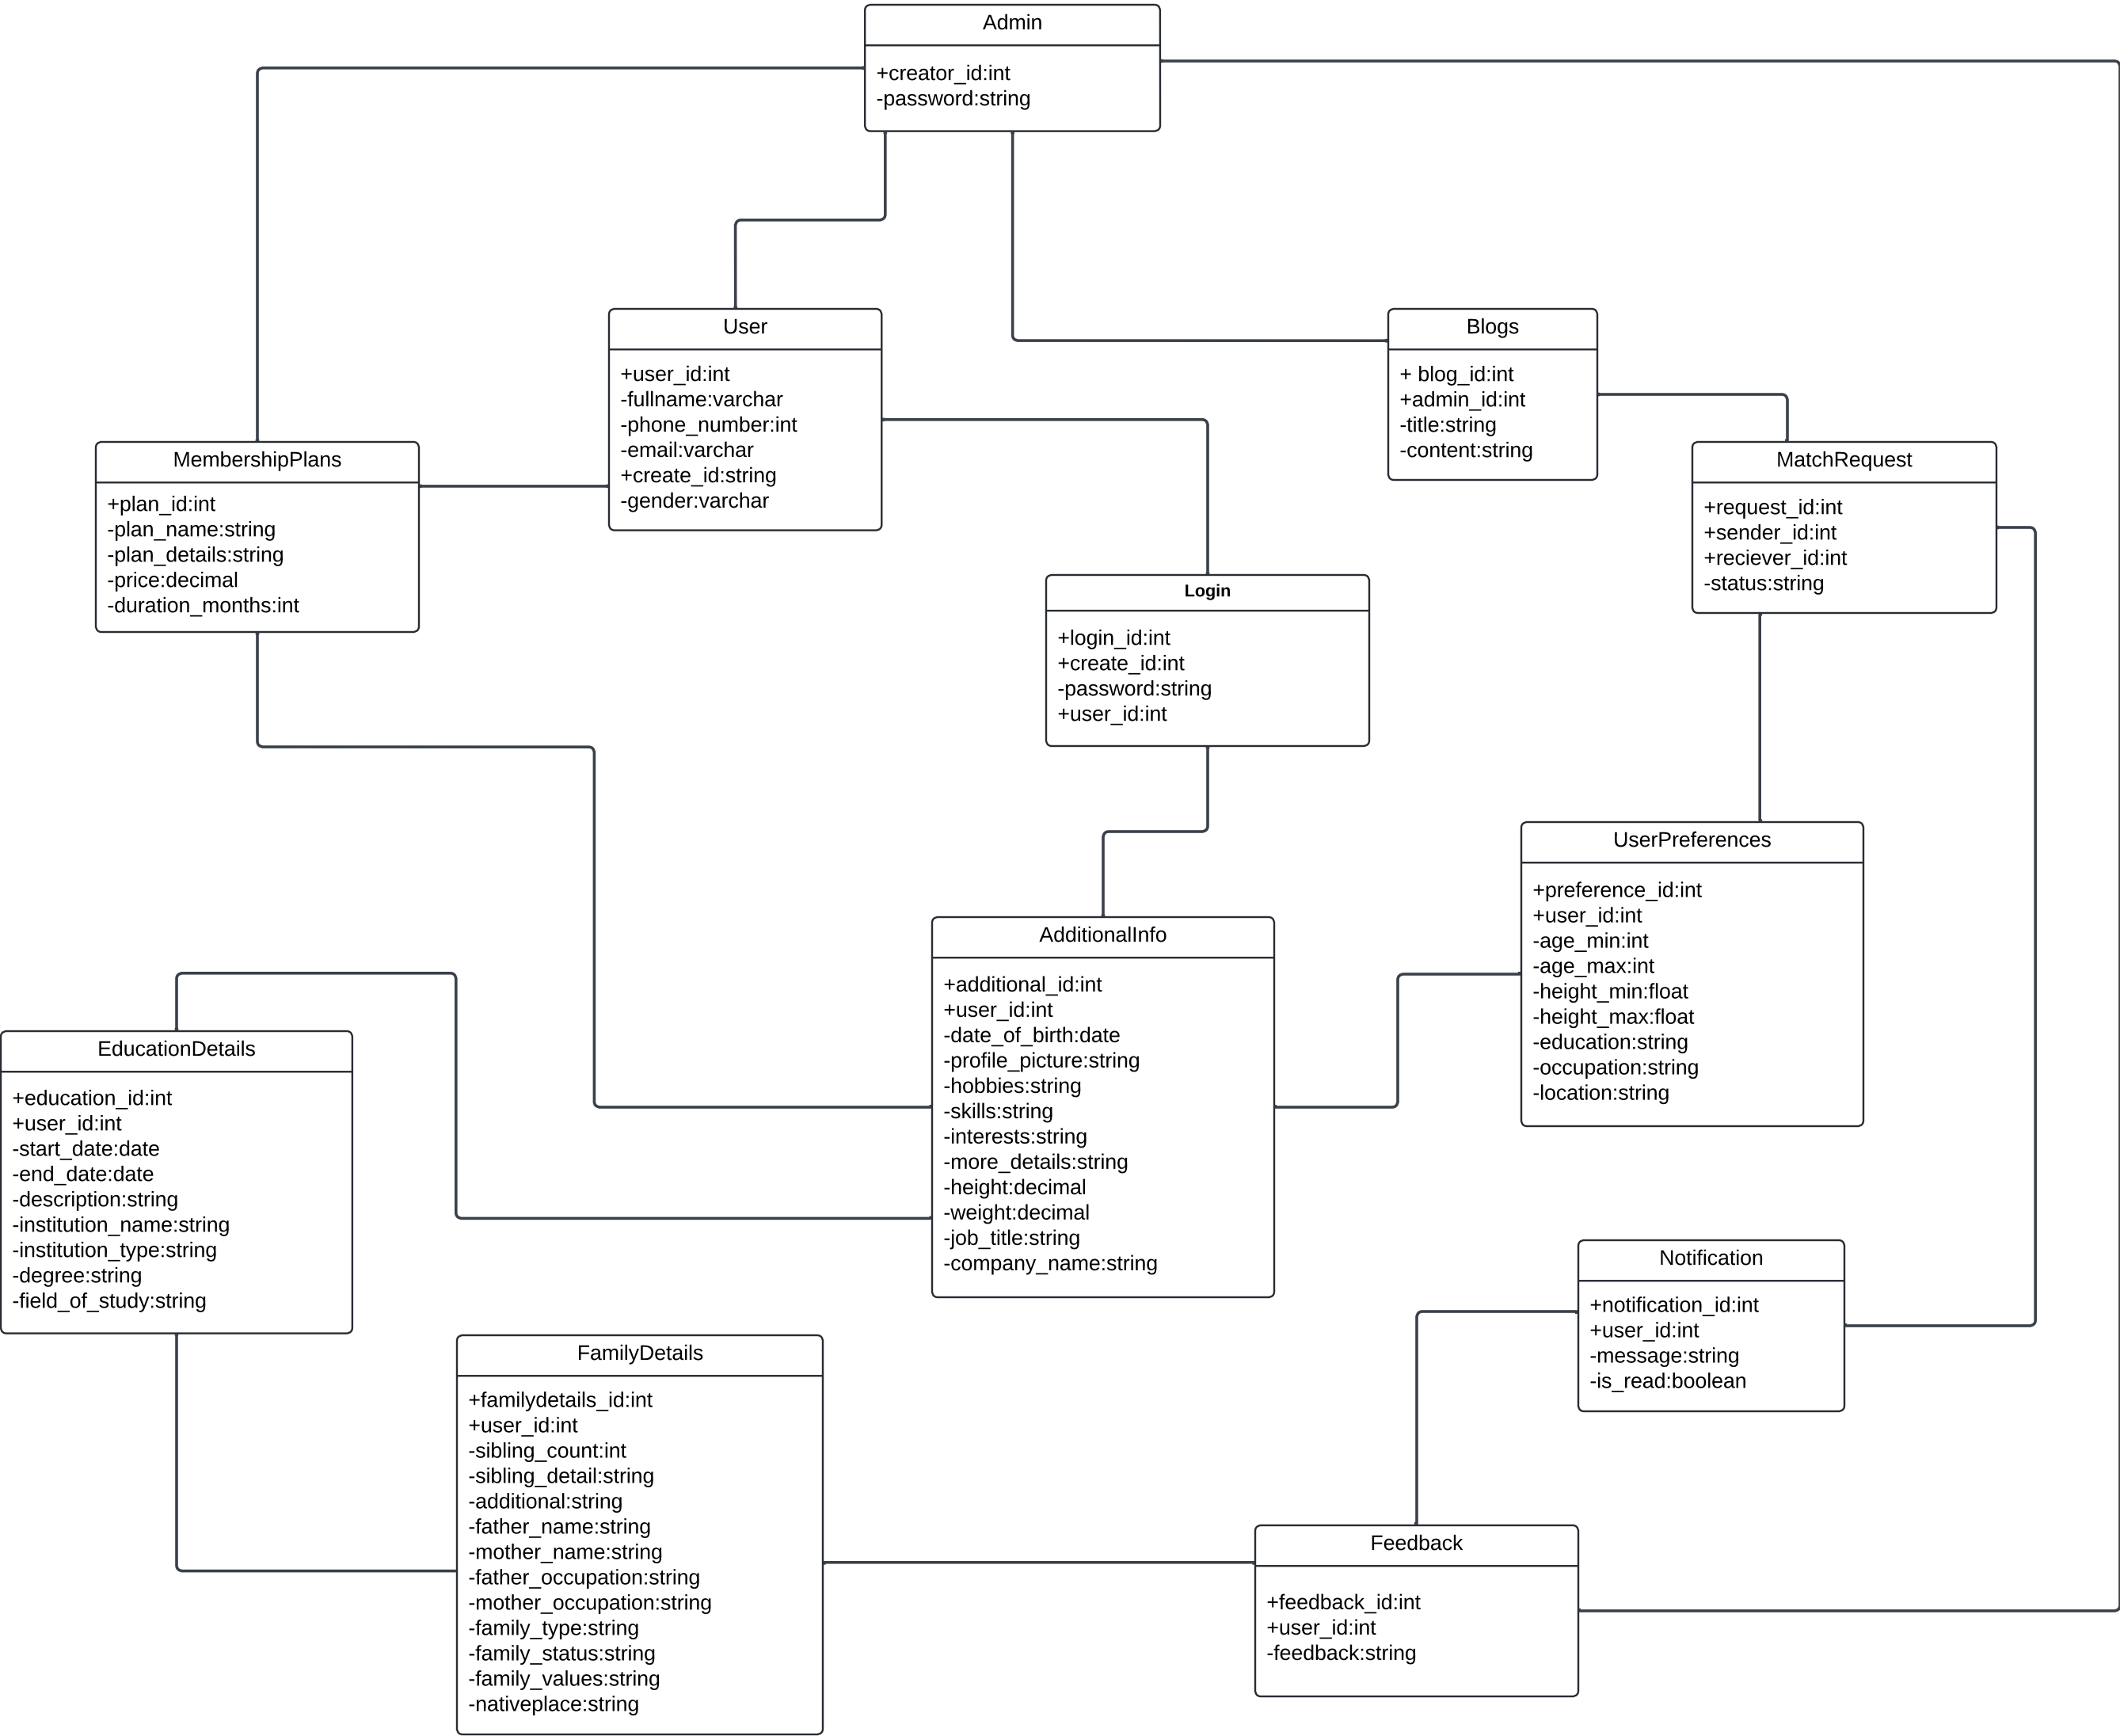 Admin
+creator_id:int
-password:string
User
+user_id:int
-fullname:varchar
-phone_number:int
-email:varchar
+create_id:string
-gender:varchar
Blogs
+ blog_id:int
+admin_id:int
-title:string
-content:string
MembershipPlans
+plan_id:int
-plan_name:string
-plan_details:string
-price:decimal
-duration_months:int
MatchRequest
+request_id:int
+sender_id:int
+reciever_id:int
-status:string
Login
+login_id:int
+create_id:int
-password:string
+user_id:int
UserPreferences
+preference_id:int
+user_id:int
-age_min:int
-age_max:int
-height_min:float
-height_max:float
-education:string
-occupation:string
-location:string
AdditionalInfo
+additional_id:int
+user_id:int
-date_of_birth:date
-profile_picture:string
-hobbies:string
-skills:string
-interests:string
-more_details:string
-height:decimal
-weight:decimal
-job_title:string
-company_name:string
EducationDetails
+education_id:int
+user_id:int
-start_date:date
-end_date:date
-description:string
-institution_name:string
-institution_type:string
-degree:string
-field_of_study:string
Notification
+notification_id:int
+user_id:int
-message:string
-is_read:boolean
FamilyDetails
+familydetails_id:int
+user_id:int
-sibling_count:int
-sibling_detail:string
-additional:string
-father_name:string
-mother_name:string
-father_occupation:string
-mother_occupation:string
-family_type:string
-family_status:string
-family_values:string
-nativeplace:string
Feedback
+feedback_id:int
+user_id:int
-feedback:string